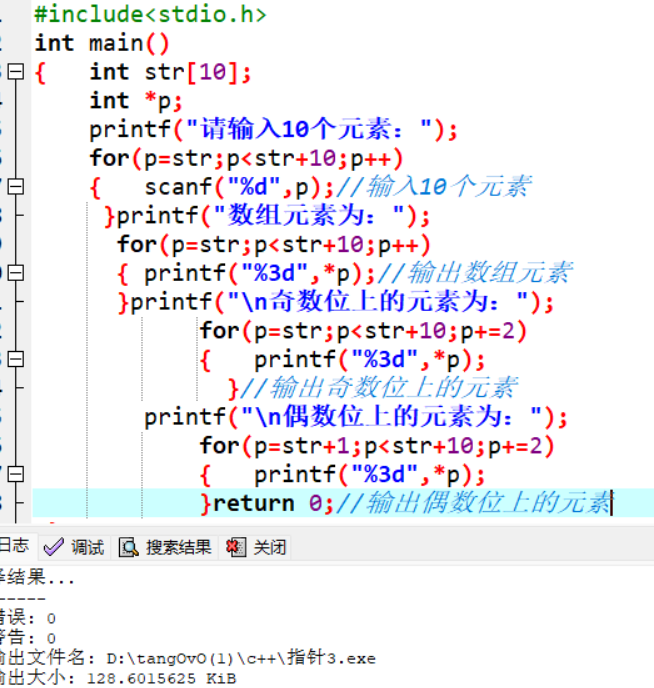 #include<stdio.h>
int main()
{ int str[10];
int *p;
printf("请输入10个元素：");
for(p=str;p<str+10;p++)
{ scanf("%d",p);//输入10个元素
}printf("数组元素为：");
for(p=str;p<str+10;p++)
{ printf("%3d",*p);//输出数组元素
}printf("\n奇数位上的元素为：");
for(p=str;p<str+10;p+=2)
{ printf("%3d",*p);
}//输出奇数位上的元素
printf("\n偶数位上的元素为：");
for(p=str+1;p<str+10;p+=2)
{ printf("%3d",*p);
}return 0;//输出偶数位上的元素
日志 调试 搜索结果 关闭
结果...
------
误: 0
告: 0
出文件名: D:\tangOvO(1)\c++\指针3.exe
出大小: 128.6015625 KiB